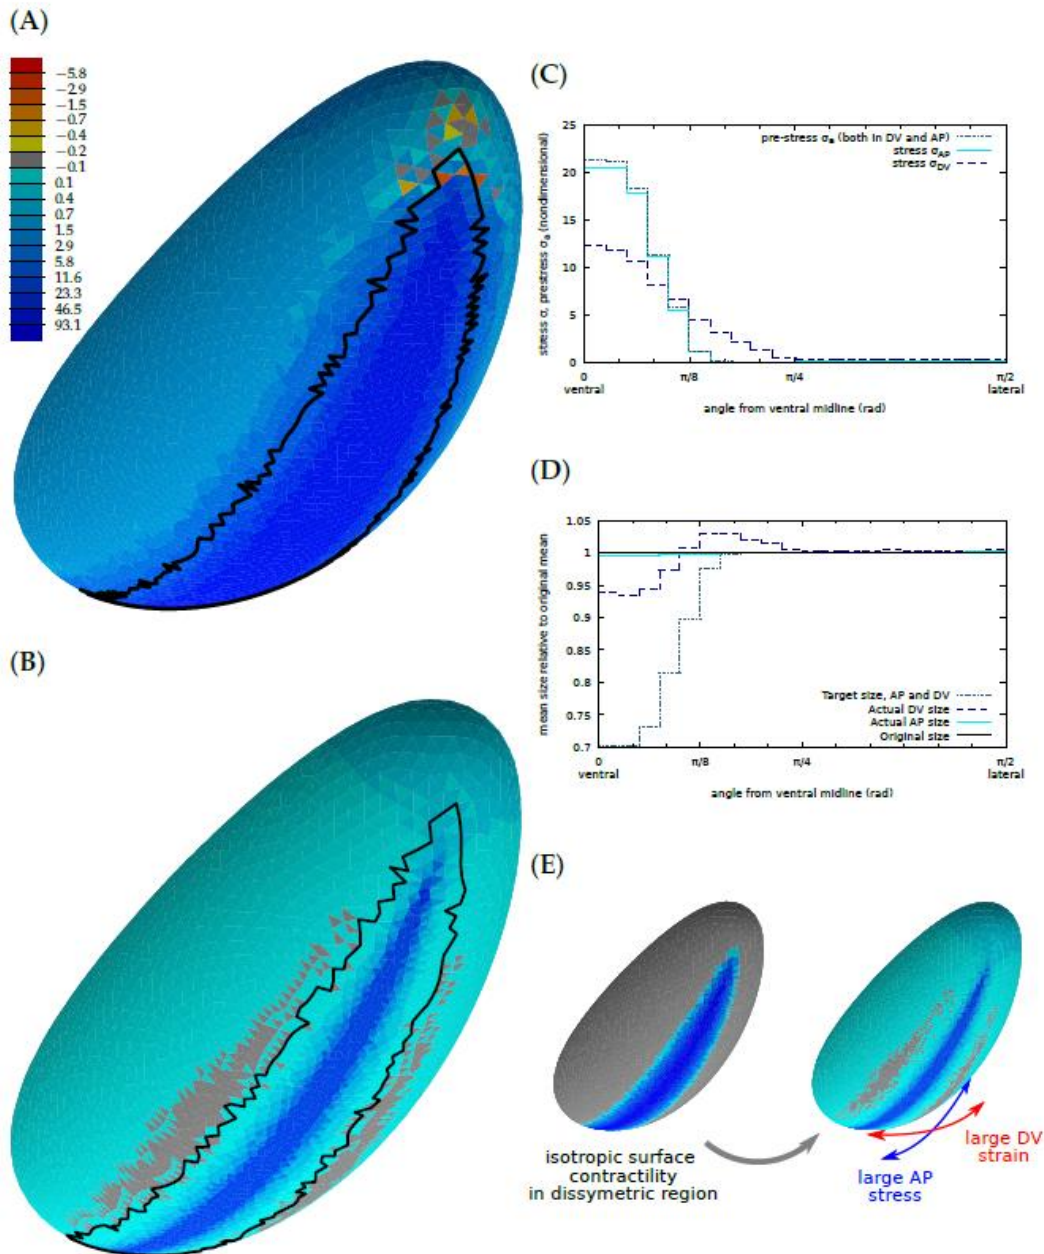 (A)
−5.8
−2.9
−1.5
−0.7
−0.4
−0.2
−0.1
0.1
0.4
0.7
1.5
2.9
5.8
11.6
23.3
46.5
93.1
(B)
(C)
25
20
15
10
5
0
stress σ, prestress σa (nondimensional)
pre-stress σa (both in DV and AP)
stress σAP
stress σDV
0
π/8
π/4
π/2
ventral
lateral
angle from ventral midline (rad)
(D)
1.05
1
0.95
0.9
0.85
0.8
0.75
0.7
mean size relative to original mean
Target size, AP and DV
Actual DV size
Actual AP size
Original size
0
π/8
π/4
π/2
ventral
lateral
angle from ventral midline (rad)
(E)
isotropic surface
contractility
in dissymetric region
large DV
strain
large AP
stress